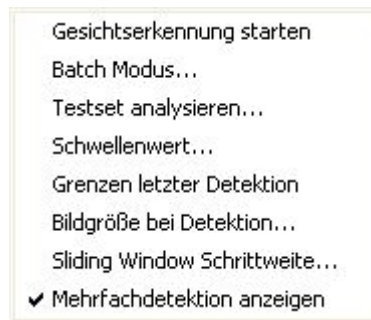 Gesichtserkennung starten
Batch Modus...
Testset analysieren...
Schwellenwert...
Grenzen letzter Detektion
Bildgröße bei Detektion...
Sliding Window Schrittweite...
Mehrfachdetektion anzeigen